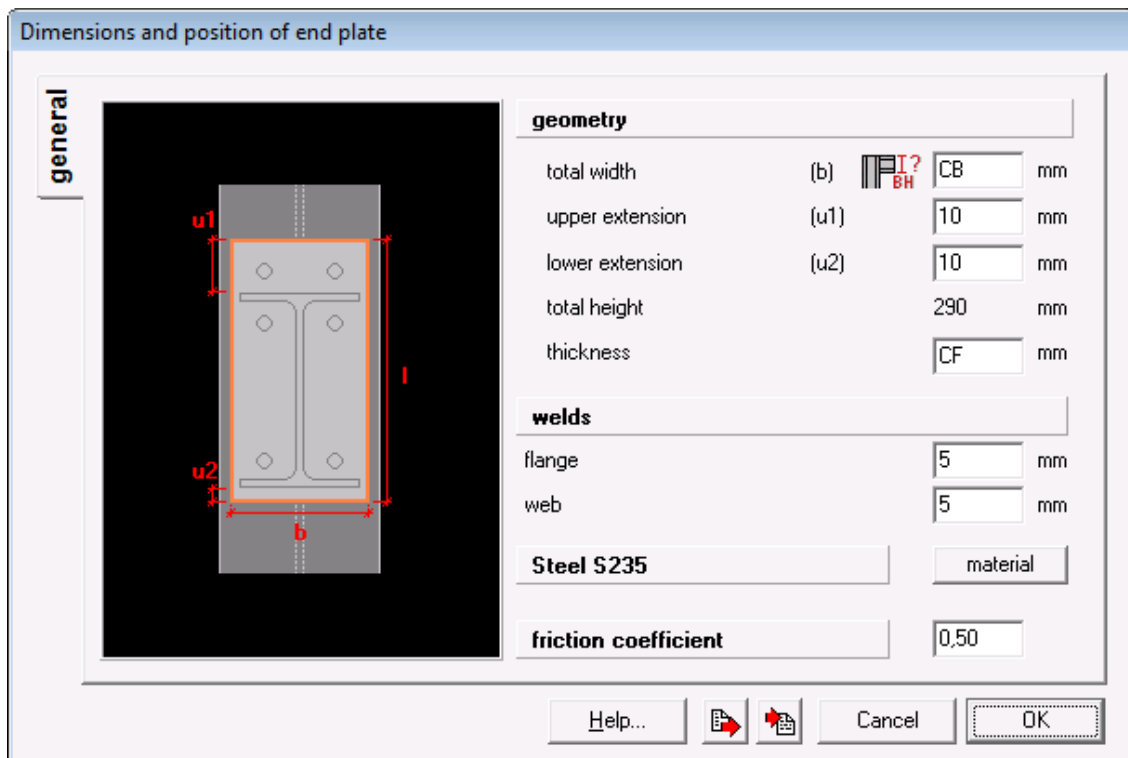 Dimensions and position of end plate
general
u1
l
u2
b
geometry
total width (b) I? BH CB mm
upper extension (u1) 10 mm
lower extension (u2) 10 mm
total height 290 mm
thickness CF mm
welds
flange 5 mm
web 5 mm
Steel S235 material
friction coefficient 0,50
Help... Cancel OK